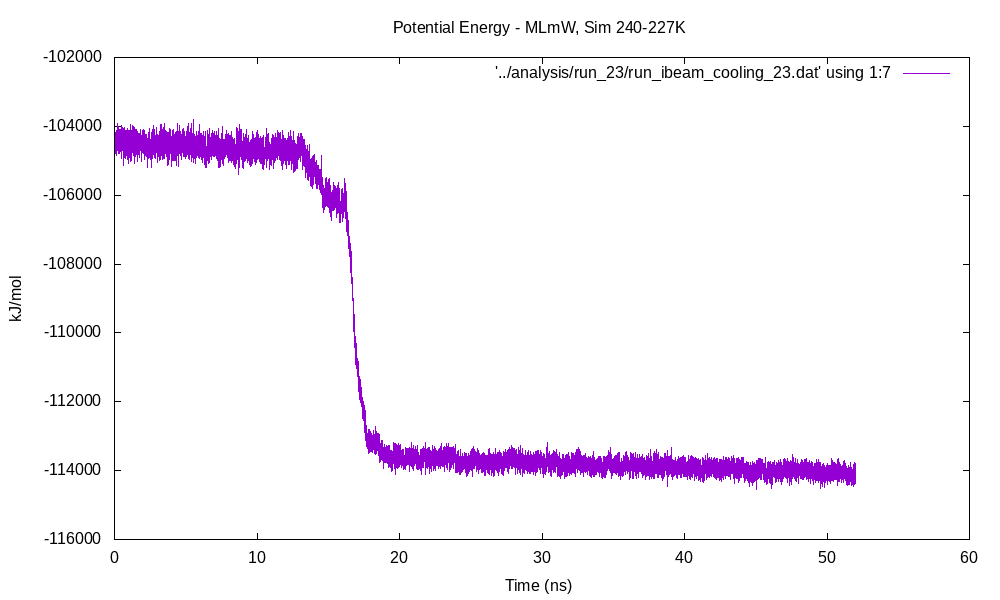 Potential Energy - MLmW, Sim 240-227K
'../analysis/run_23/run_ibeam_cooling_23.dat' using 1:7
-102000
-104000
-106000
-108000
-110000
-112000
-114000
-116000
kJ/mol
0 10 20 30 40 50 60
Time (ns)